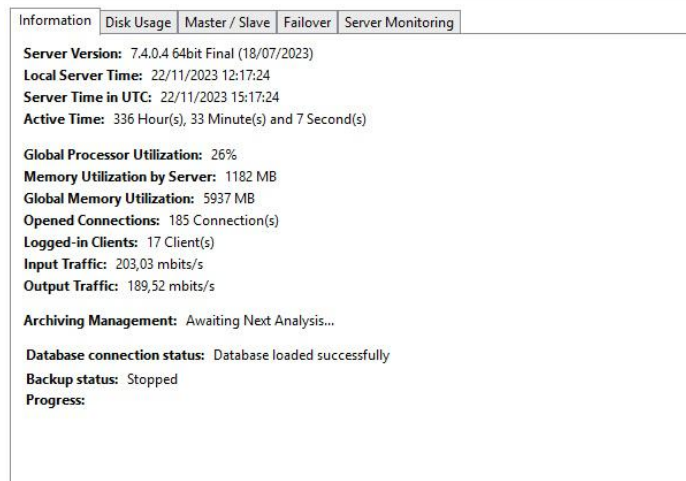 Information Disk Usage Master / Slave Failover Server Monitoring
Server Version: 7.4.0.4 64bit Final (18/07/2023)
Local Server Time: 22/11/2023 12:17:24
Server Time in UTC: 22/11/2023 15:17:24
Active Time: 336 Hour(s), 33 Minute(s) and 7 Second(s)
Global Processor Utilization: 26%
Memory Utilization by Server: 1182 MB
Global Memory Utilization: 5937 MB
Opened Connections: 185 Connection(s)
Logged-in Clients: 17 Client(s)
Input Traffic: 203,03 mbits/s
Output Traffic: 189,52 mbits/s
Archiving Management: Awaiting Next Analysis...
Database connection status: Database loaded successfully
Backup status: Stopped
Progress: